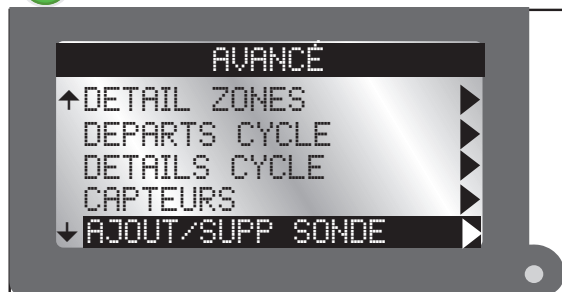 AVANCÉ
DETAIL ZONES
DEPARTS CYCLE
DETAILS CYCLE
CAPTEURS
AJOUT/SUPP SONDE